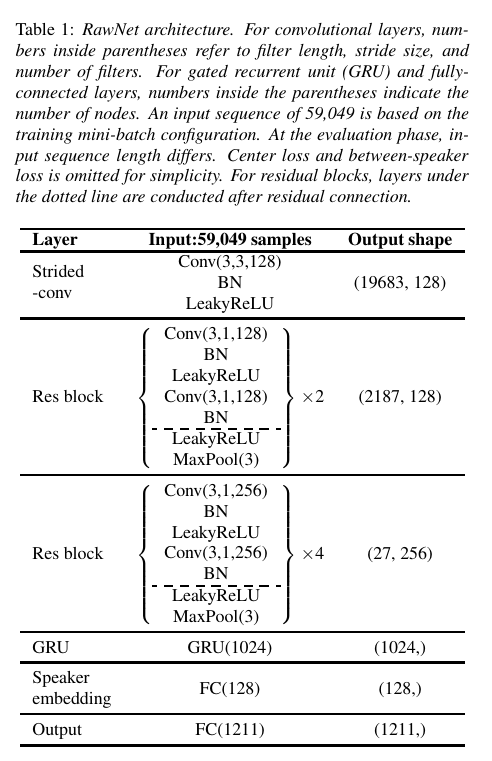 Table 1: RawNet architecture. For convolutional layers, num-
bers inside parentheses refer to filter length, stride size, and
number of filters. For gated recurrent unit (GRU) and fully-
connected layers, numbers inside the parentheses indicate the
number of nodes. An input sequence of 59,049 is based on the
training mini-batch configuration. At the evaluation phase, in-
put sequence length differs. Center loss and between-speaker
loss is omitted for simplicity. For residual blocks, layers under
the dotted line are conducted after residual connection.
Layer Input:59,049 samples Output shape
Strided
-conv
Conv(3,3,128)
BN
LeakyReLU
(19683, 128)
Res block
Conv(3,1,128)
BN
LeakyReLU
Conv(3,1,128)
BN
LeakyReLU
MaxPool(3)
×2
(2187, 128)
Res block
Conv(3,1,256)
BN
LeakyReLU
Conv(3,1,256)
BN
LeakyReLU
MaxPool(3)
×4
(27, 256)
GRU GRU(1024) (1024,)
Speaker
embedding
FC(128) (128,)
Output FC(1211) (1211,)